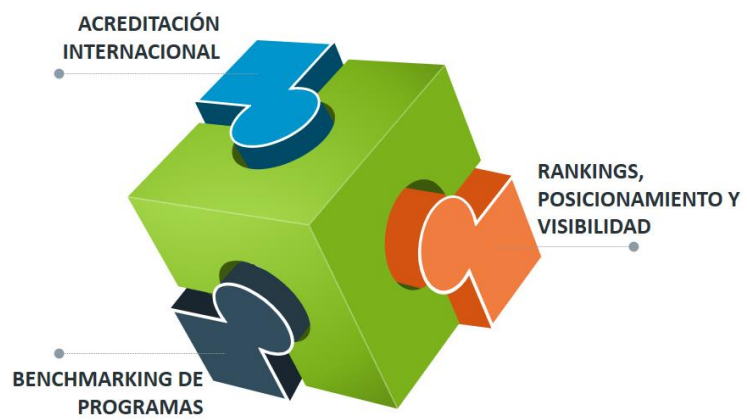 ACREDITACIÓN
INTERNACIONAL
RANKINGS,
POSICIONAMIENTO Y
VISIBILIDAD
BENCHMARKING DE
PROGRAMAS